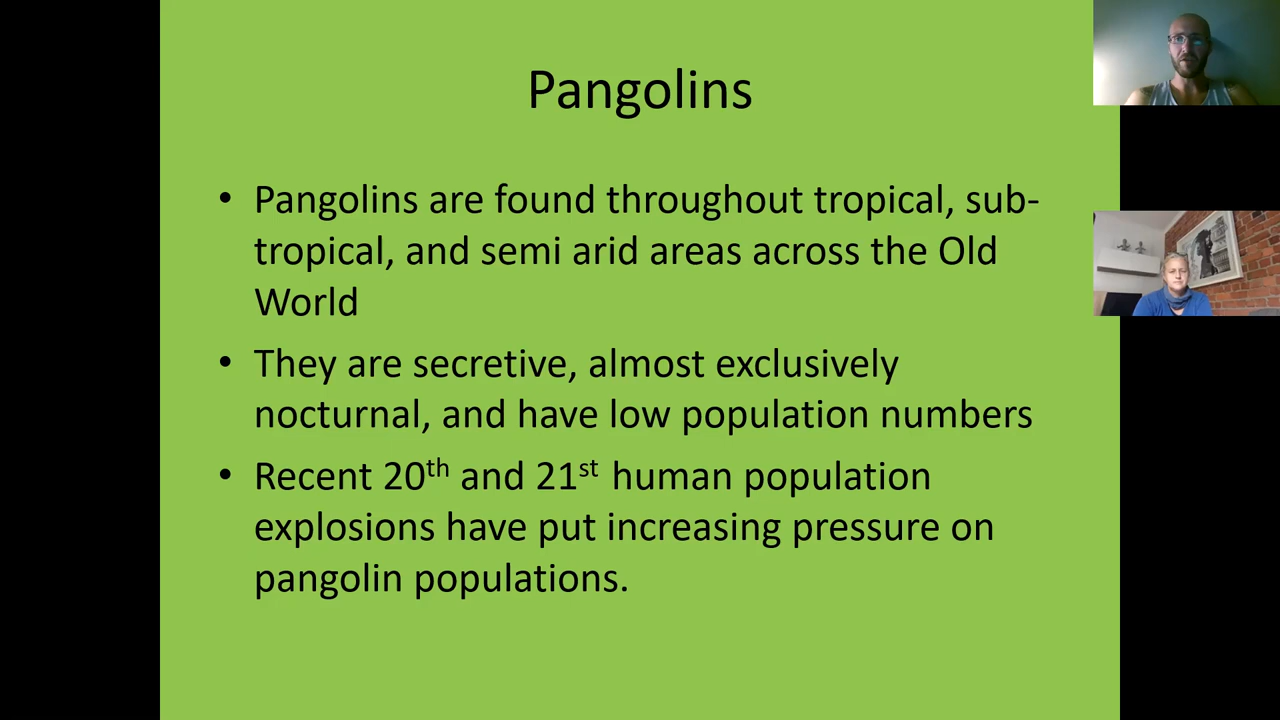 Pangolins
• Pangolins are found throughout tropical, sub-
tropical, and semi arid areas across the Old
World
• They are secretive, almost exclusively
nocturnal, and have low population numbers
• Recent 20th and 21st human population
explosions have put increasing pressure on
pangolin populations.